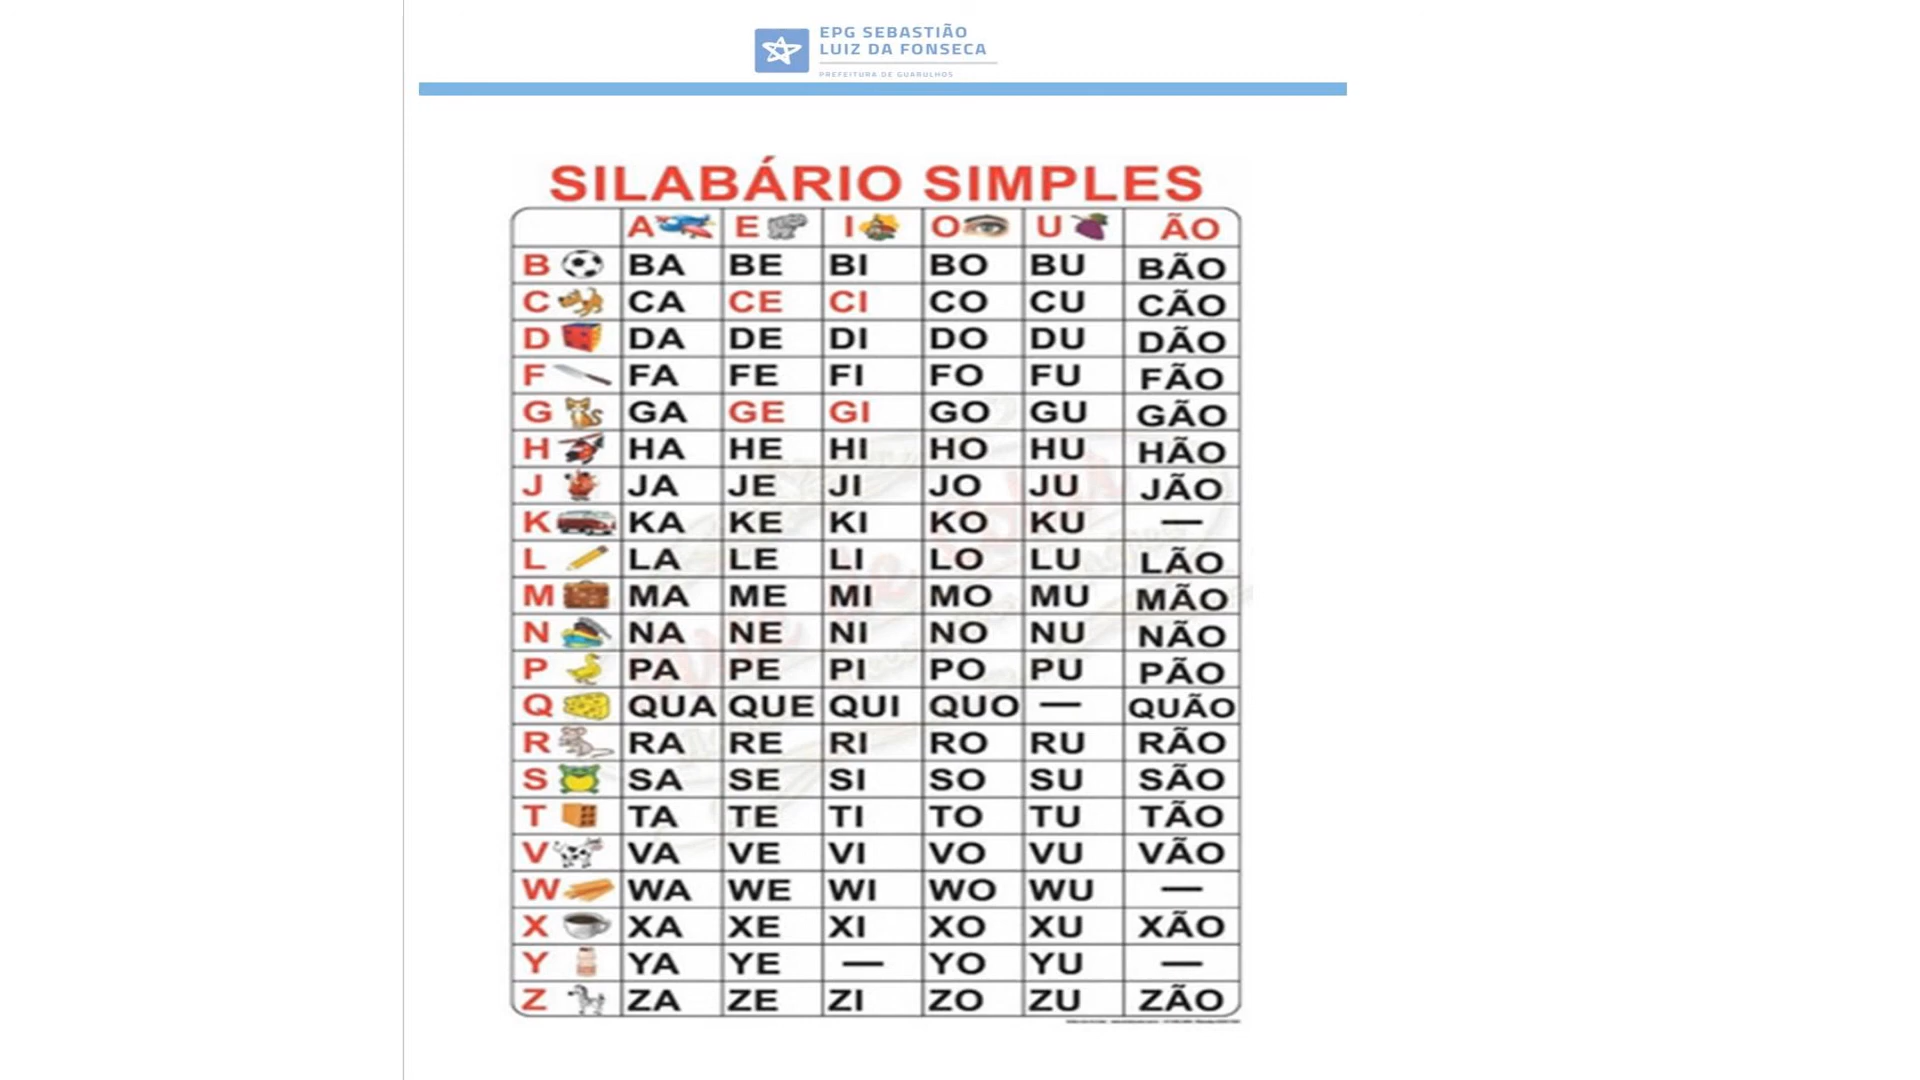 EPG SEBASTIÃO
LUIZ DA FONSECA
PREFEITURA DE GUARULHOS
SILABÁRIO SIMPLES
A E I O U ÃO
B BA BE BI BO BU BÃO
C CA CE CI CO CU CÃO
D DA DE DI DO DU DÃO
F FA FE FI FO FU FÃO
G GA GE GI GO GU GÃO
H HA HE HI HO HU HÃO
J JA JE JI JO JU JÃO
K KA KE KI KO KU —
L LA LE LI LO LU LÃO
M MA ME MI MO MU MÃO
N NA NE NI NO NU NÃO
P PA PE PI PO PU PÃO
Q QUA QUE QUI QUO — QUÃO
R RA RE RI RO RU RÃO
S SA SE SI SO SU SÃO
T TA TE TI TO TU TÃO
V VA VE VI VO VU VÃO
W WA WE WI WO WU —
X XA XE XI XO XU XÃO
Y YA YE — YO YU —
Z ZA ZE ZI ZO ZU ZÃO